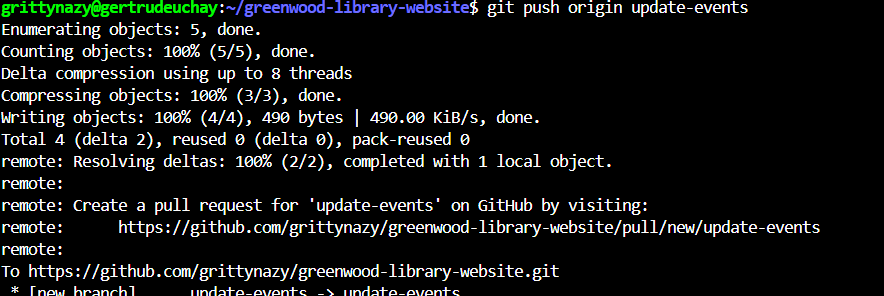 grittynazy@gertrudeuchay:~/greenwood-library-website$ git push origin update-events
Enumerating objects: 5, done.
Counting objects: 100% (5/5), done.
Delta compression using up to 8 threads
Compressing objects: 100% (3/3), done.
Writing objects: 100% (4/4), 490 bytes | 490.00 KiB/s, done.
Total 4 (delta 2), reused 0 (delta 0), pack-reused 0
remote: Resolving deltas: 100% (2/2), completed with 1 local object.
remote:
remote: Create a pull request for 'update-events' on GitHub by visiting:
remote:      https://github.com/grittynazy/greenwood-library-website/pull/new/update-events
remote:
To https://github.com/grittynazy/greenwood-library-website.git
 * [new branch]      update-events -> update-events